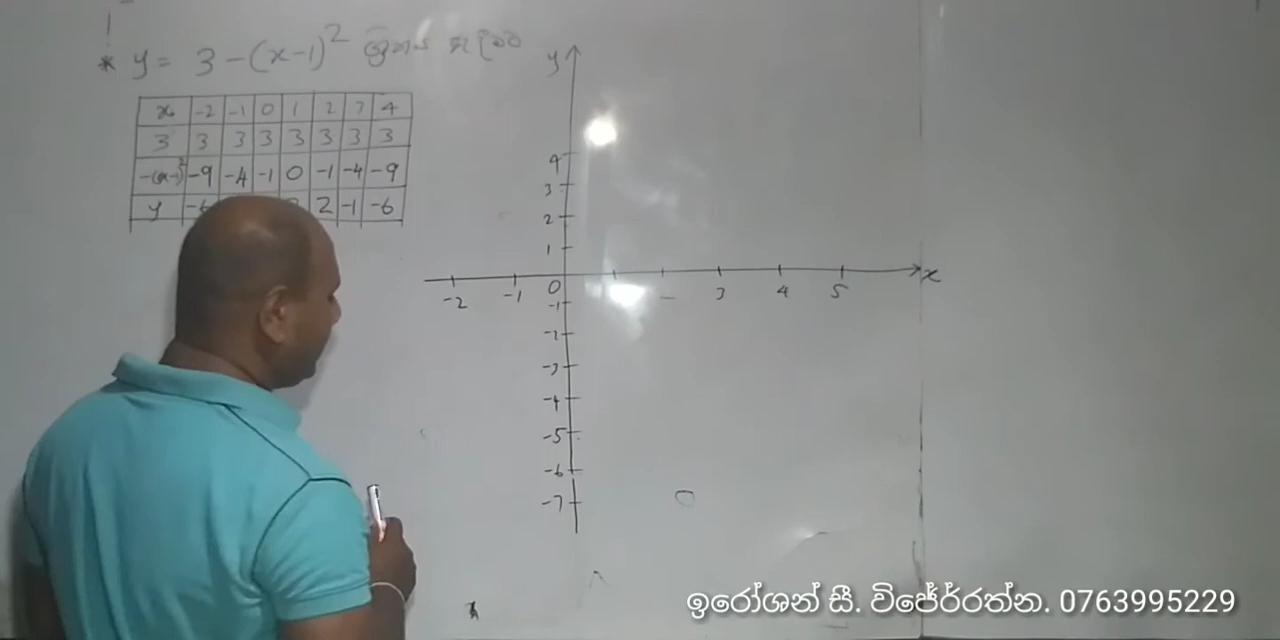 * y = 3 - (x-1)²
x -2 -1 0 1 2 3 4
3 3 3 3 3 3 3 3
-(x-1)² -9 -4 -1 0 -1 -4 -9
y -6 2 -1 -6
y
4
3
2
1
-2 -1 0 3 4 5 x
-1
-2
-3
-4
-5
-6
-7
ඉරෝශන් සී. විජේර්රත්න. 0763995229